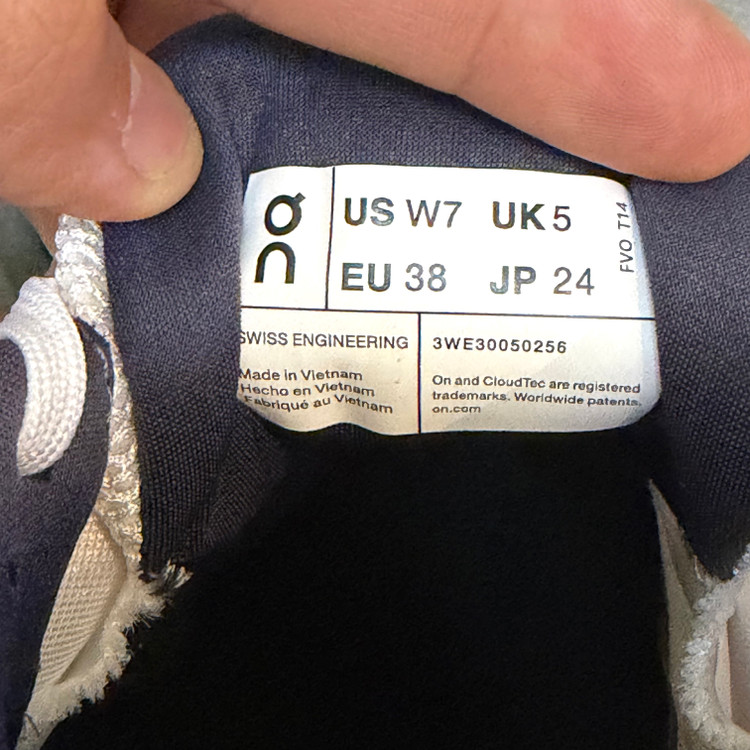 On
US W7 UK 5
EU 38 JP 24
FVO T14
SWISS ENGINEERING
3WE30050256
Made in Vietnam
Hecho en Vietnam
Fabriqué au Vietnam
On and CloudTec are registered
trademarks. Worldwide patents.
on.com